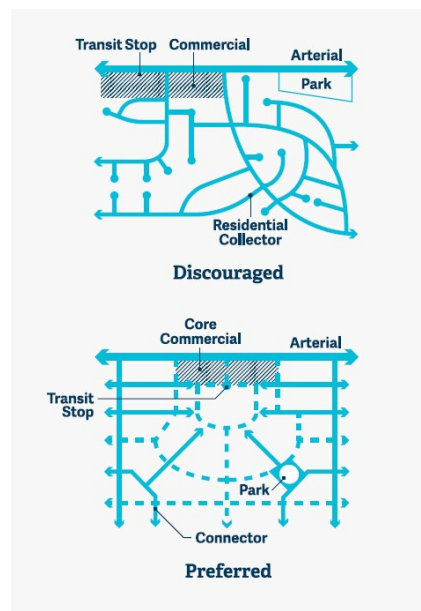 Transit Stop
Commercial
Arterial
Park
Residential
Collector
Discouraged
Core
Commercial
Arterial
Transit
Stop
Park
Connector
Preferred